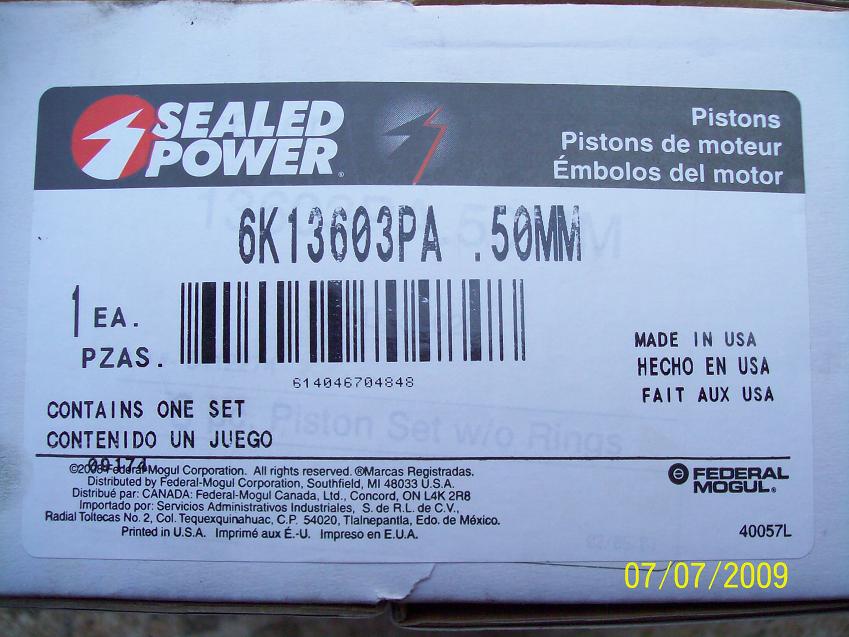 SEALED
POWER®
Pistons
Pistons de moteur
Émbolos del motor
6K13603PA .50MM
1 EA.
PZAS.
614046704848
MADE IN USA
HECHO EN USA
FAIT AUX USA
CONTAINS ONE SET
CONTENIDO UN JUEGO
Piston Set w/o Rings
09174
©2008 Federal-Mogul Corporation. All rights reserved. ®Marcas Registradas.
Distributed by Federal-Mogul Corporation, Southfield, MI 48033 U.S.A.
Distribué par: CANADA: Federal-Mogul Canada, Ltd., Concord, ON L4K 2R8
Importado por: Servicios Administrativos Industriales, S. de R.L. de C.V.,
Radial Toltecas No. 2, Col. Tequexquinahuac, C.P. 54020, Tlalnepantla, Edo. de México.
Printed in U.S.A. Imprimé aux É.-U. Impreso en E.U.A.
FEDERAL
MOGUL®
40057L
07/07/2009